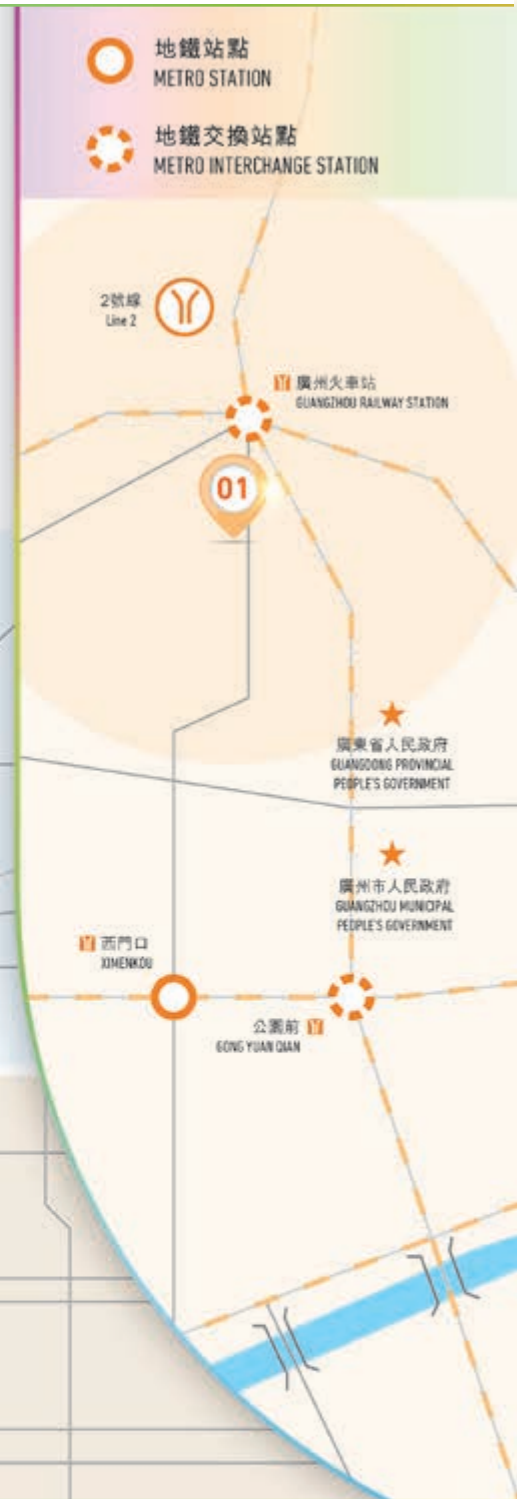 地鐵站點
METRO STATION
地鐵交換站點
METRO INTERCHANGE STATION
2號線
Line 2
廣州火車站
GUANGZHOU RAILWAY STATION
01
廣東省人民政府
GUANGDONG PROVINCIAL
PEOPLE'S GOVERNMENT
廣州市人民政府
GUANGZHOU MUNICIPAL
PEOPLE'S GOVERNMENT
西門口
XIMENKOU
公園前
GONG YUAN QIAN